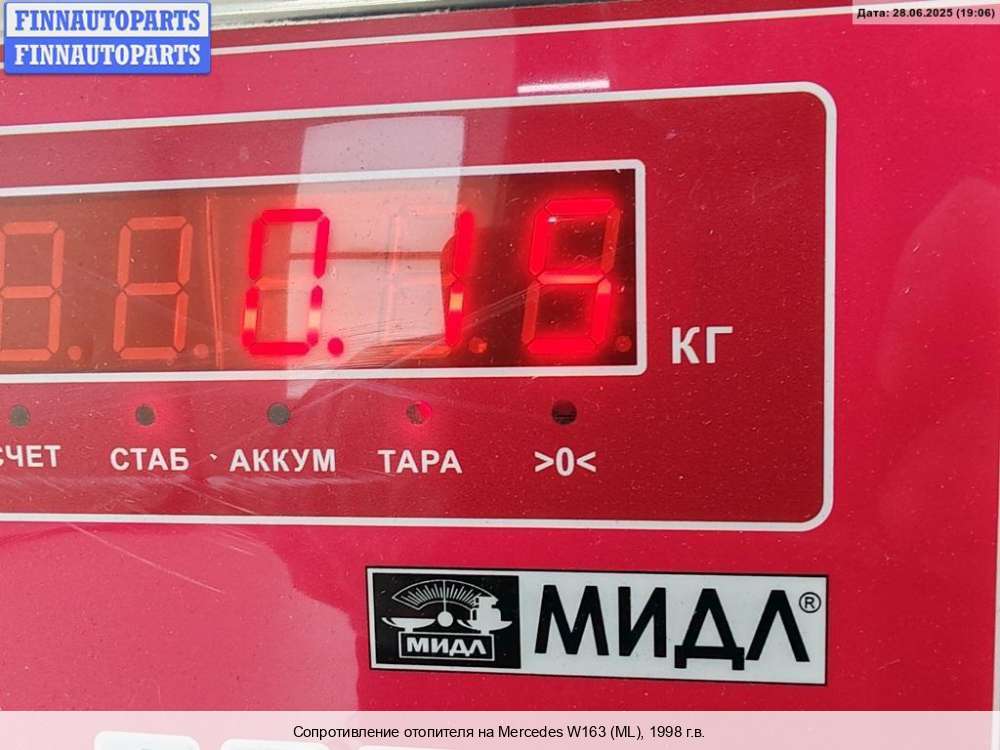 FINNAUTOPARTS
FINNAUTOPARTS
Дата: 28.06.2025 (19:06)
0.15
КГ
ЧЕТ СТАБ АККУМ ТАРА >0<
МИДЛ
МИДЛ®
Сопротивление отопителя на Mercedes W163 (ML), 1998 г.в.